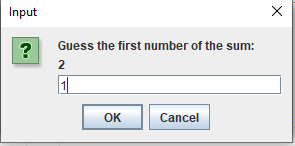 Input
Guess the first number of the sum:
2
1
OK Cancel